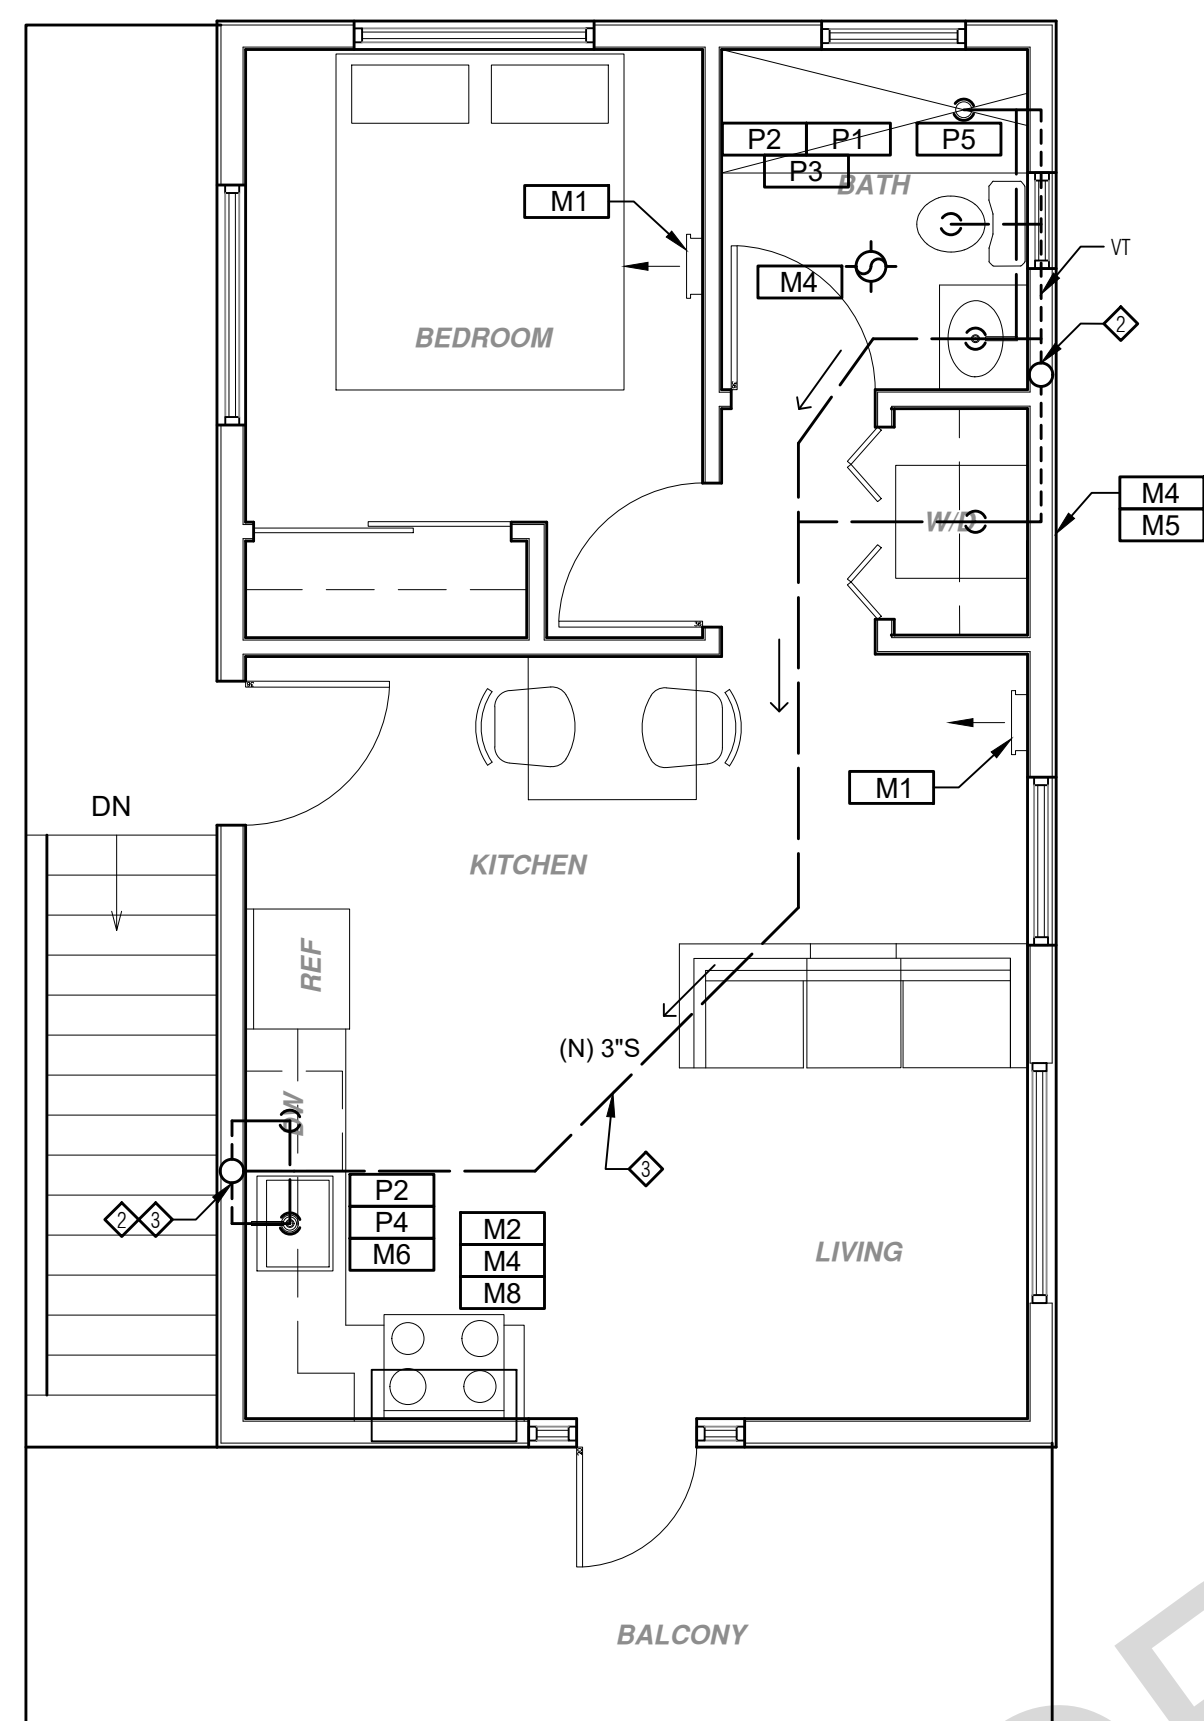 P2 P1 P5
P3
BATH
M1
VT
M4
BEDROOM
2
M4
M5
W/D
M1
DN
KITCHEN
REF
(N) 3"S
DW
3
P2
P4
M6
2 3
M2
M4
M8
LIVING
BALCONY